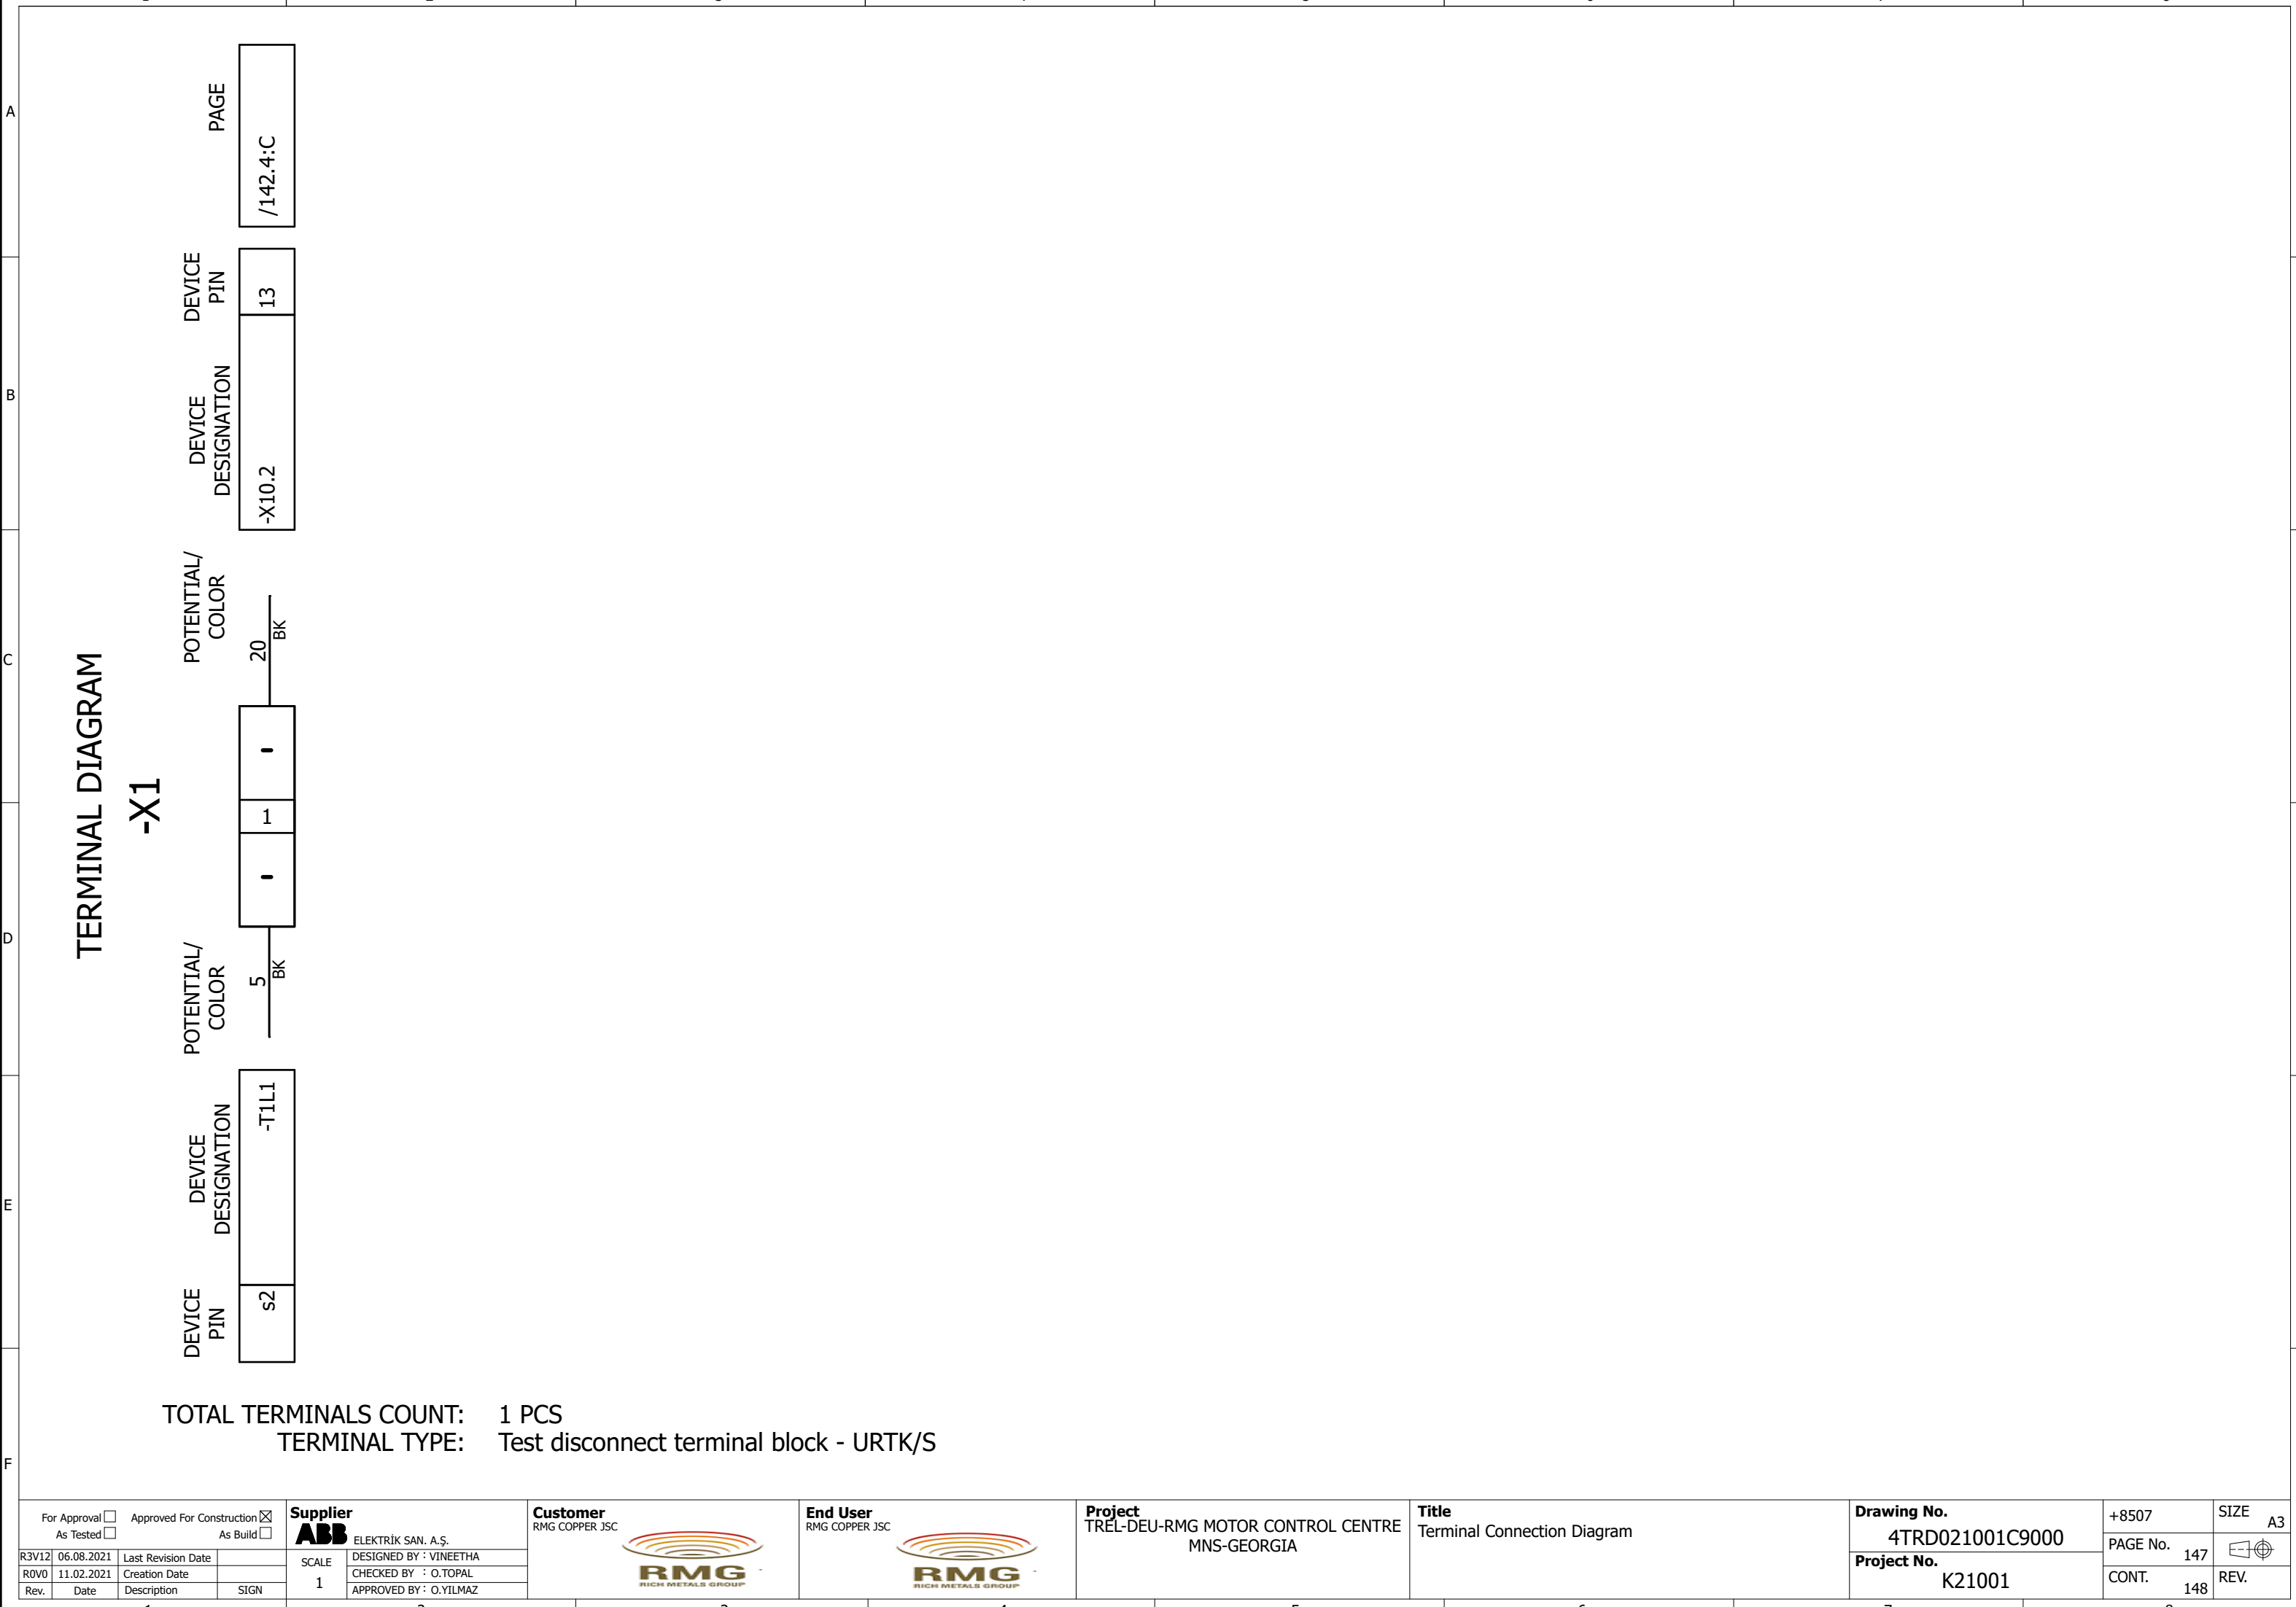 A
B
C
D
E
F
TERMINAL DIAGRAM
-X1
PAGE
/142.4:C
DEVICE
PIN
13
DEVICE
DESIGNATION
-X10.2
POTENTIAL/
COLOR
20
BK
-
1
-
POTENTIAL/
COLOR
5
BK
DEVICE
DESIGNATION
-T1L1
DEVICE
PIN
s2
TOTAL TERMINALS COUNT: 1 PCS
TERMINAL TYPE: Test disconnect terminal block - URTK/S
For Approval Approved For Construction
As Tested As Build
R3V12 06.08.2021 Last Revision Date
R0V0 11.02.2021 Creation Date
Rev. Date Description SIGN
Supplier
ABB ELEKTRİK SAN. A.Ş.
SCALE
1
DESIGNED BY : VINEETHA
CHECKED BY : O.TOPAL
APPROVED BY : O.YILMAZ
Customer
RMG COPPER JSC
RMG
RICH METALS GROUP
End User
RMG COPPER JSC
RMG
RICH METALS GROUP
Project
TREL-DEU-RMG MOTOR CONTROL CENTRE
MNS-GEORGIA
Title
Terminal Connection Diagram
Drawing No.
4TRD021001C9000
Project No.
K21001
+8507
PAGE No. 147
CONT. 148
SIZE A3
REV.